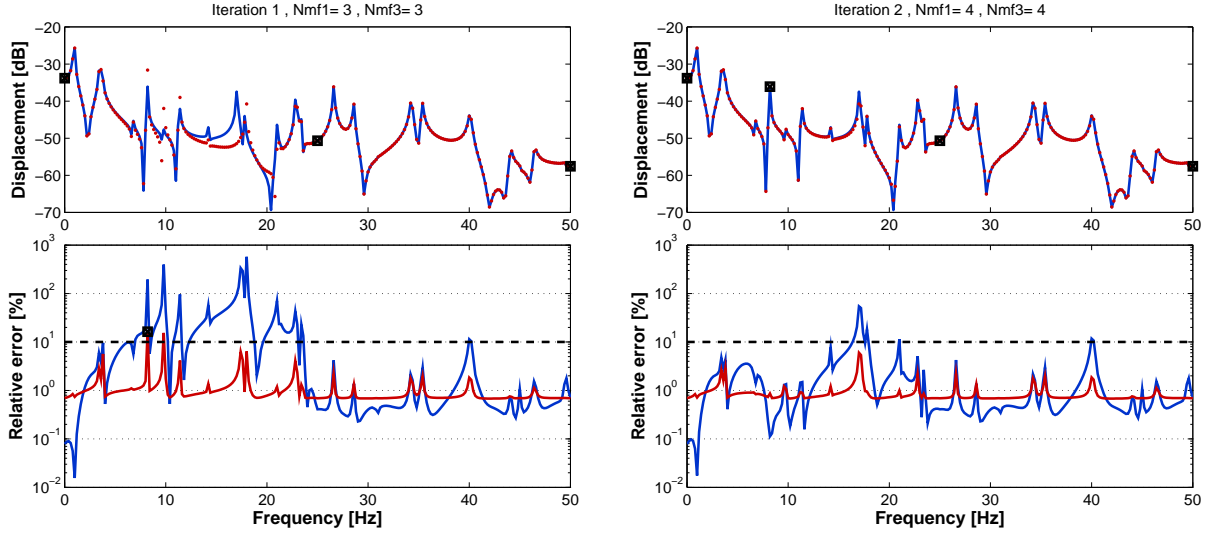 Iteration 1 , Nmf1= 3 , Nmf3= 3
Displacement [dB]
−20
−30
−40
−50
−60
−70
0 10 20 30 40 50
Relative error [%]
10^3
10^2
10^1
10^0
10^−1
10^−2
0 10 20 30 40 50
Frequency [Hz]
Iteration 2 , Nmf1= 4 , Nmf3= 4
Displacement [dB]
−20
−30
−40
−50
−60
−70
0 10 20 30 40 50
Relative error [%]
10^3
10^2
10^1
10^0
10^−1
10^−2
0 10 20 30 40 50
Frequency [Hz]